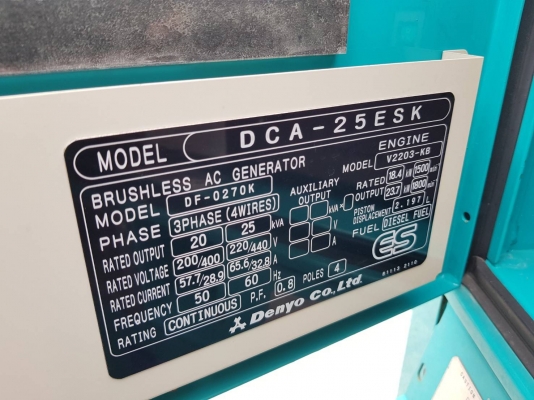 MODEL DCA-25ESK
BRUSHLESS AC GENERATOR
MODEL DF-0270K
PHASE 3PHASE (4WIRES)
RATED OUTPUT 20 25 kVA
RATED VOLTAGE 200/400 220/440 V
RATED CURRENT 57.7/28.9 65.6/32.8 A
FREQUENCY 50 60 Hz
RATING CONTINUOUS P.F. 0.8 POLES 4
AUXILIARY
OUTPUT
kVA
V
A
ENGINE
MODEL V2203-KB
RATED 18.4 kW 1500 min
OUTPUT 23.7 kW 1800 min
PISTON
DISPLACEMENT 2.197 L
FUEL DIESEL FUEL
ES
Denyo Co., Ltd.